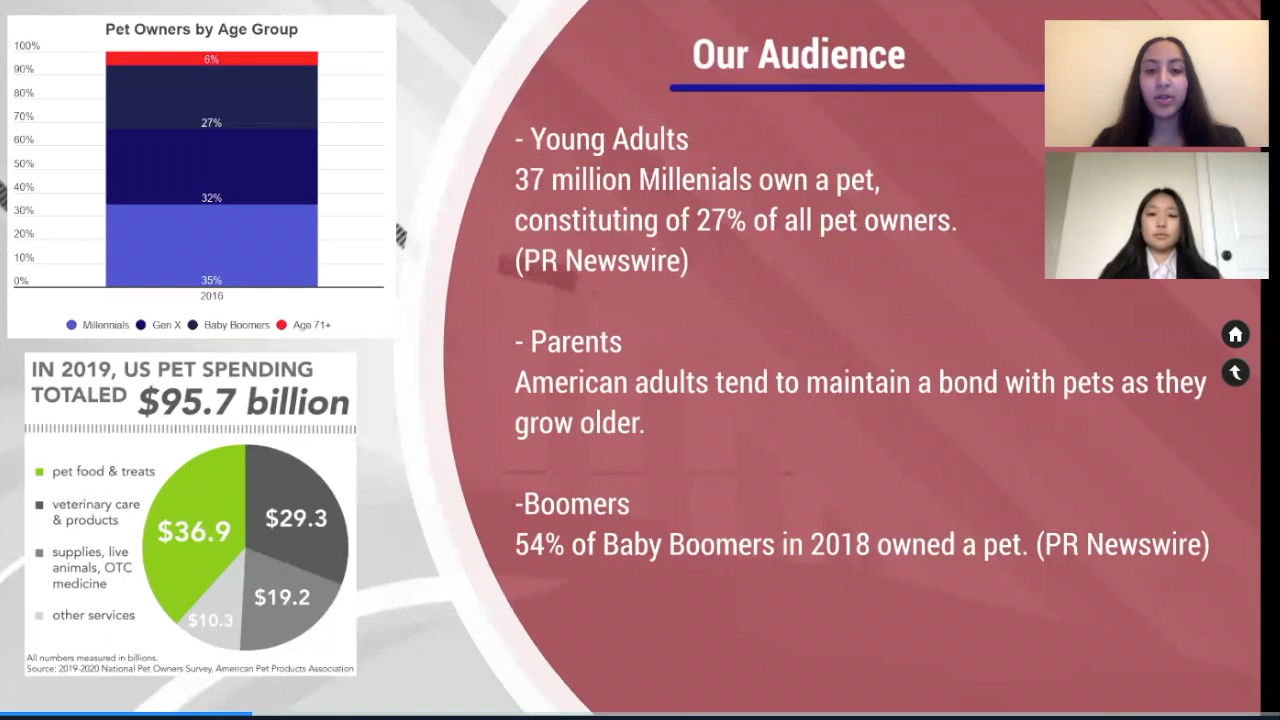 Pet Owners by Age Group
100%
90%
80%
70%
60%
50%
40%
30%
20%
10%
0%
6%
27%
32%
35%
2016
Millennials Gen X Baby Boomers Age 71+
IN 2019, US PET SPENDING
TOTALED $95.7 billion
pet food & treats
veterinary care
& products
supplies, live
animals, OTC
medicine
other services
$36.9
$29.3
$19.2
$10.3
All numbers measured in billions.
Source: 2019-2020 National Pet Owners Survey, American Pet Products Association
Our Audience
- Young Adults
37 million Millenials own a pet,
constituting of 27% of all pet owners.
(PR Newswire)
- Parents
American adults tend to maintain a bond with pets as they
grow older.
-Boomers
54% of Baby Boomers in 2018 owned a pet. (PR Newswire)